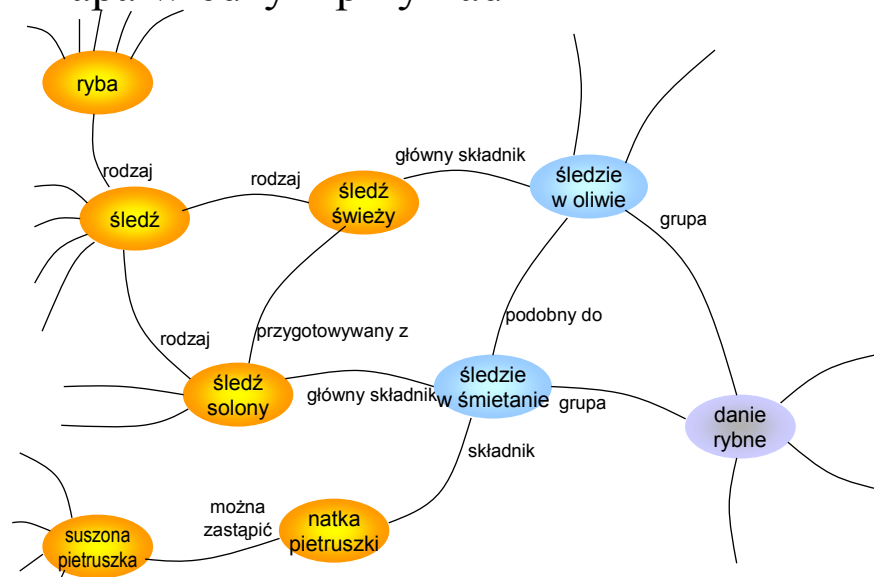 ryba
rodzaj
główny składnik
śledzie
w oliwie
rodzaj
śledź
świeży
śledź
grupa
podobny do
rodzaj
przygotowywany z
śledź
solony
główny składnik
śledzie
w śmietanie
grupa
danie
rybne
składnik
można
zastąpić
natka
pietruszki
suszona
pietruszka